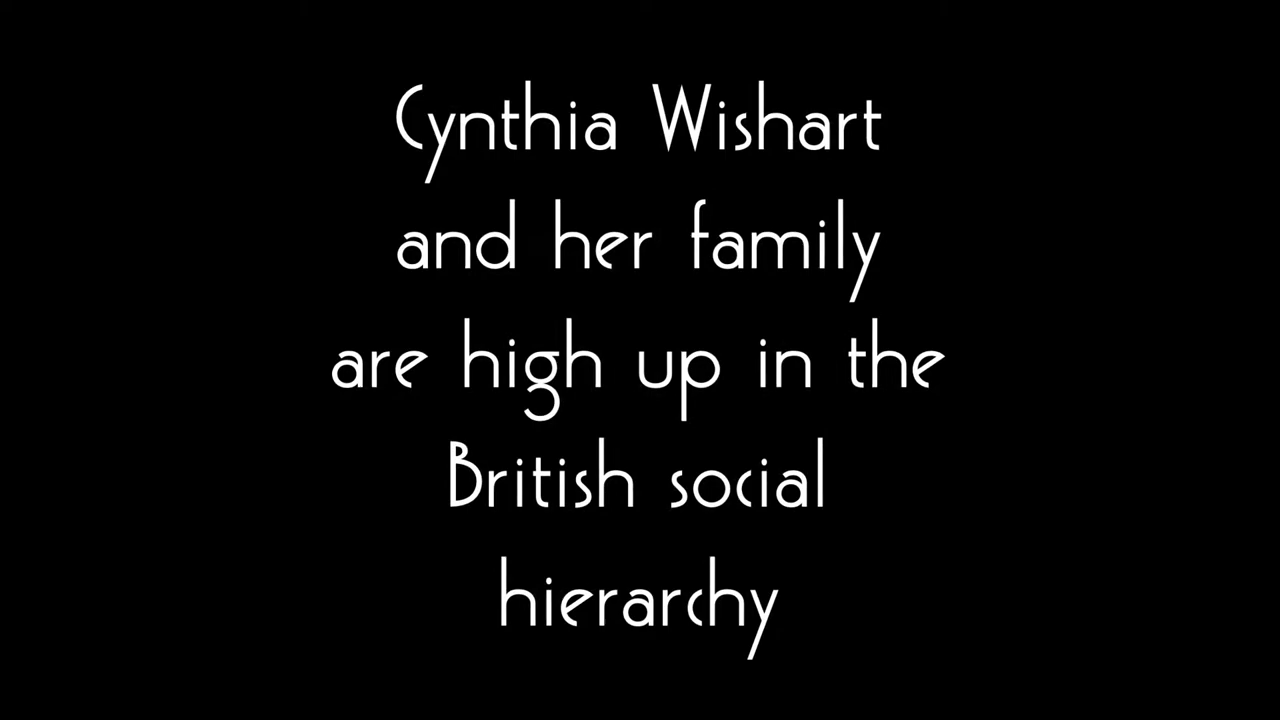 Cynthia Wishart
and her family
are high up in the
British social
hierarchy